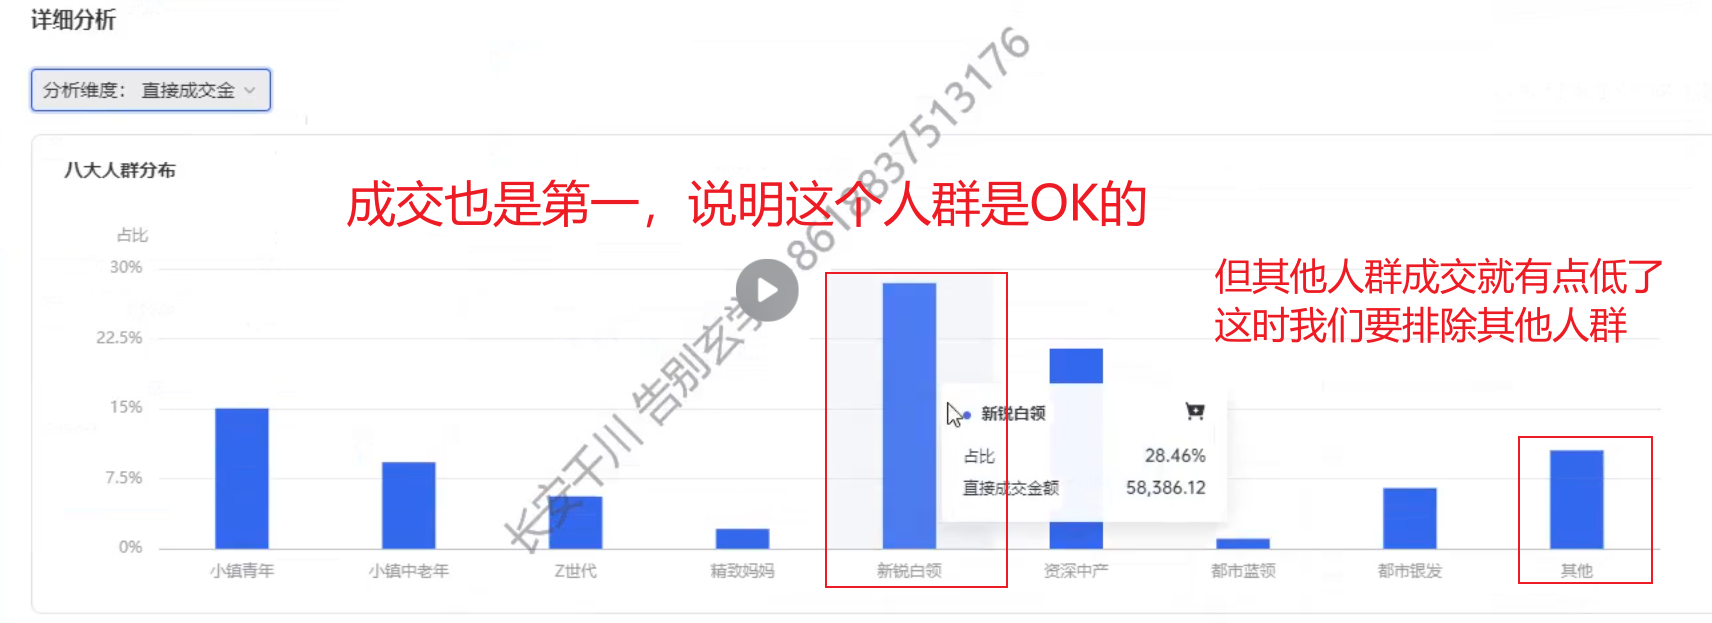 详细分析
分析维度： 直接成交金
八大人群分布
成交也是第一，说明这个人群是OK的
但其他人群成交就有点低了
这时我们要排除其他人群
占比
30%
22.5%
15%
7.5%
0%
新锐白领
占比 28.46%
直接成交金额 58,386.12
小镇青年 小镇中老年 Z世代 精致妈妈 新锐白领 资深中产 都市蓝领 都市银发 其他
长安千川 告别玄学 8618837513176